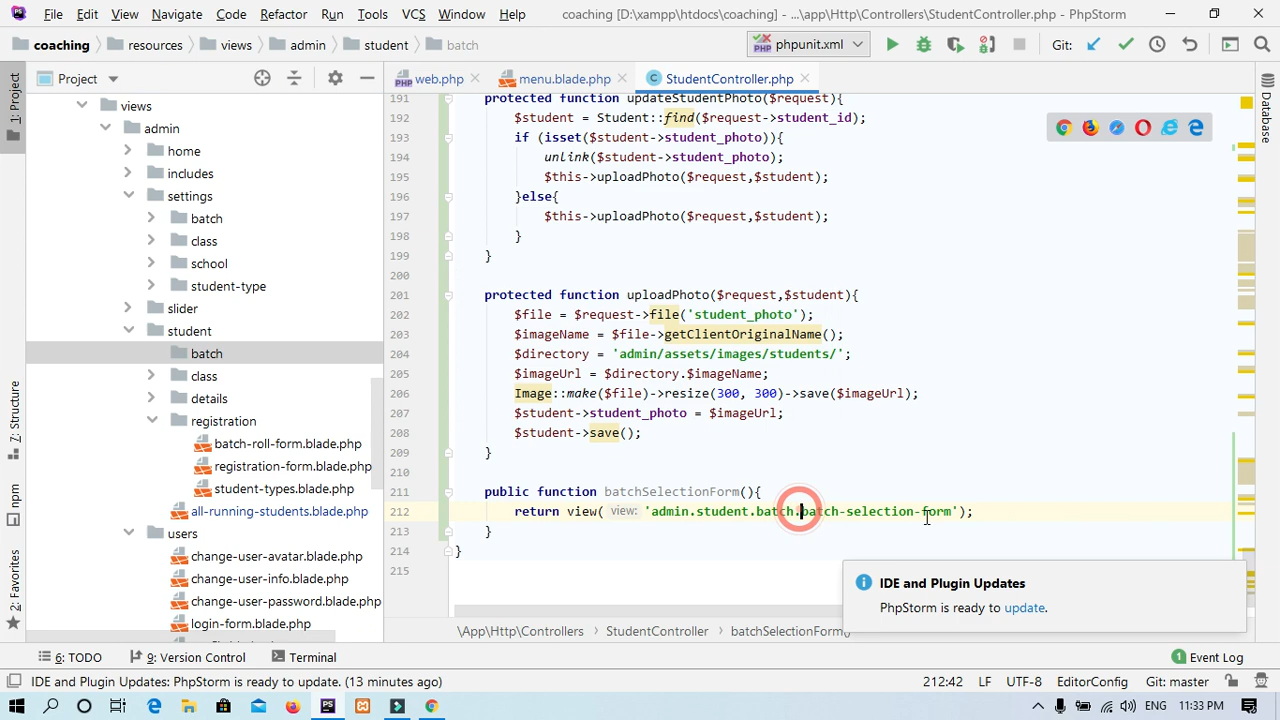 File Edit View Navigate Code Refactor Run Tools VCS Window Help coaching [D:\xampp\htdocs\coaching] - ...\app\Http\Controllers\StudentController.php - PhpStorm
coaching resources views admin student batch phpunit.xml Git:
Project web.php menu.blade.php StudentController.php
1: Project
Z: Structure
npm
2: Favorites
Database
views
admin
home
includes
settings
batch
class
school
student-type
slider
student
batch
class
details
registration
batch-roll-form.blade.php
registration-form.blade.php
student-types.blade.php
all-running-students.blade.php
users
change-user-avatar.blade.php
change-user-info.blade.php
change-user-password.blade.php
login-form.blade.php
191 protected function updateStudentPhoto($request){
192 $student = Student::find($request->student_id);
193 if (isset($student->student_photo)){
194 unlink($student->student_photo);
195 $this->uploadPhoto($request,$student);
196 }else{
197 $this->uploadPhoto($request,$student);
198 }
199 }
200
201 protected function uploadPhoto($request,$student){
202 $file = $request->file('student_photo');
203 $imageName = $file->getClientOriginalName();
204 $directory = 'admin/assets/images/students/';
205 $imageUrl = $directory.$imageName;
206 Image::make($file)->resize(300, 300)->save($imageUrl);
207 $student->student_photo = $imageUrl;
208 $student->save();
209 }
210
211 public function batchSelectionForm(){
212 return view( view: 'admin.student.batch.batch-selection-form');
213 }
214 }
215
IDE and Plugin Updates
PhpStorm is ready to update.
\App\Http\Controllers StudentController batchSelectionForm()
6: TODO 9: Version Control Terminal 1 Event Log
IDE and Plugin Updates: PhpStorm is ready to update. (13 minutes ago) 212:42 LF UTF-8 EditorConfig Git: master
ENG 11:33 PM